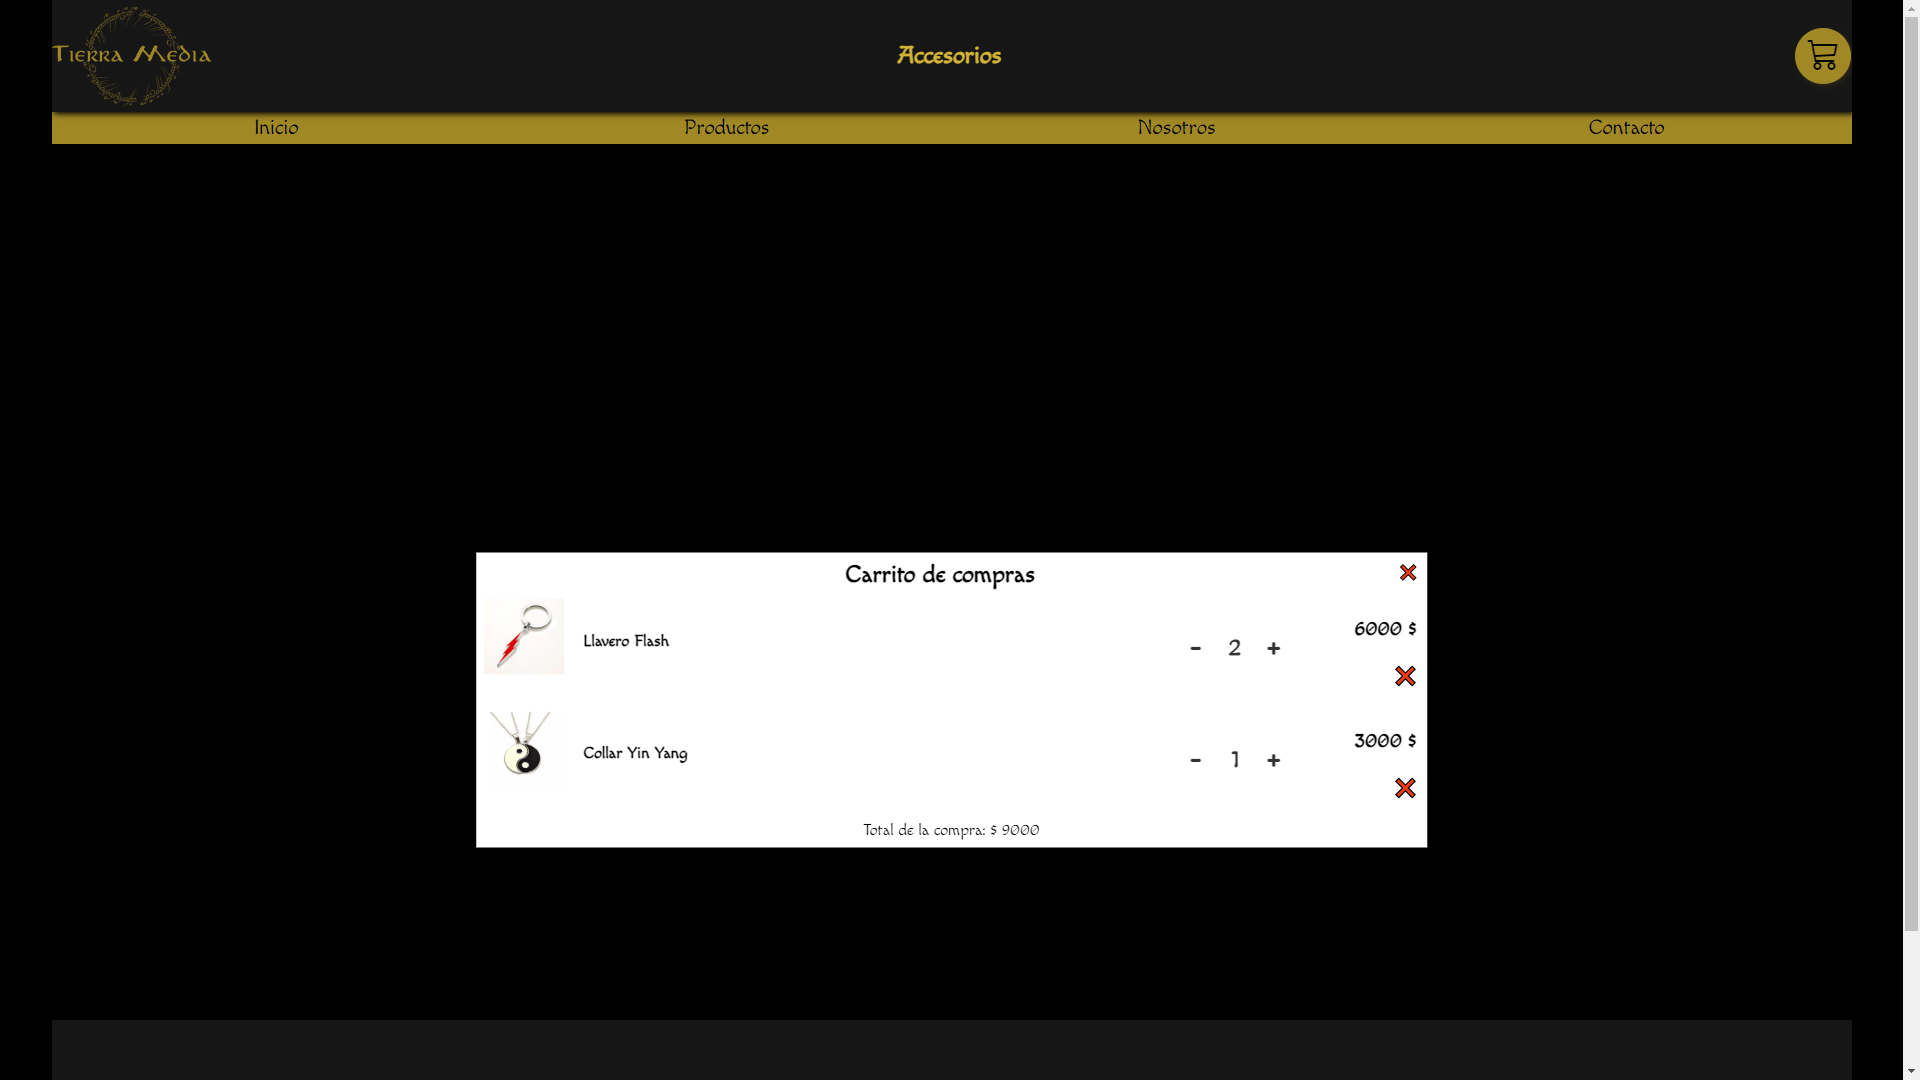 Tierra Media
Accesorios
Inicio
Productos
Nosotros
Contacto
Carrito de compras
Llavero Flash
- 2 +
6000 $
Collar Yin Yang
- 1 +
3000 $
Total de la compra: $ 9000